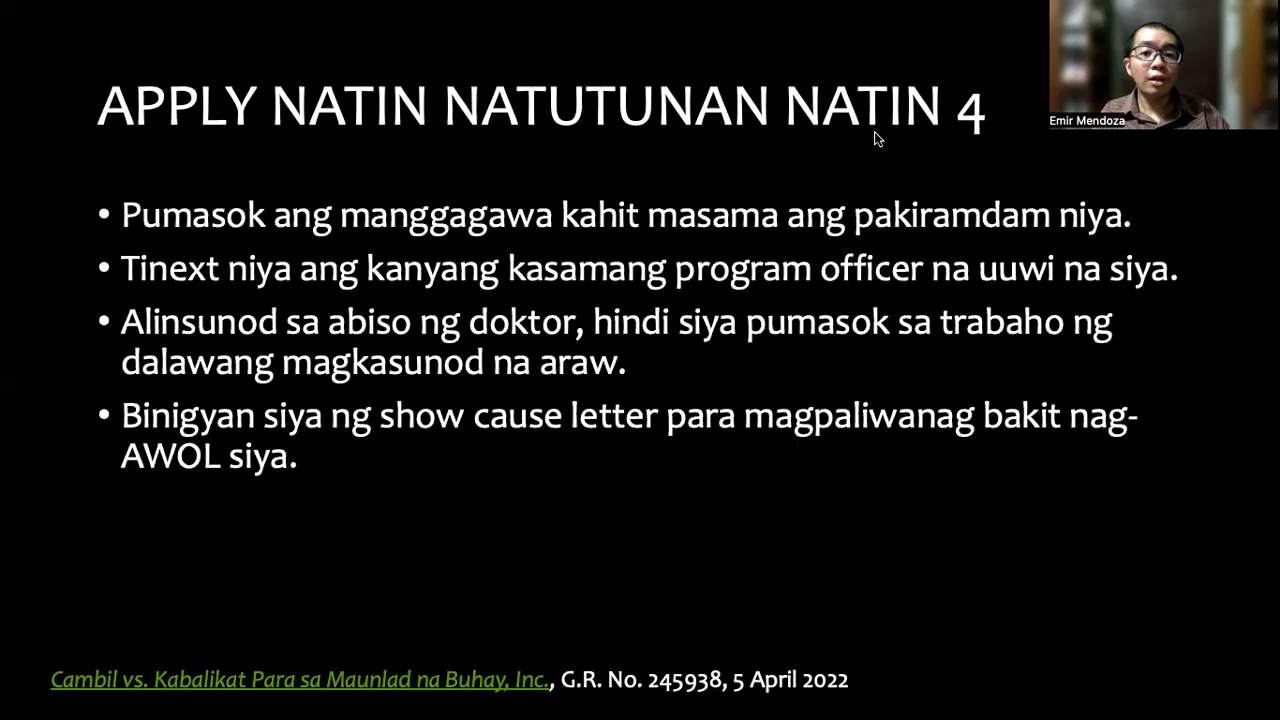 APPLY NATIN NATUTUNAN NATIN 4
Emir Mendoza
• Pumasok ang manggagawa kahit masama ang pakiramdam niya.
• Tinext niya ang kanyang kasamang program officer na uuwi na siya.
• Alinsunod sa abiso ng doktor, hindi siya pumasok sa trabaho ng
dalawang magkasunod na araw.
• Binigyan siya ng show cause letter para magpaliwanag bakit nag-
AWOL siya.
Cambil vs. Kabalikat Para sa Maunlad na Buhay, Inc., G.R. No. 245938, 5 April 2022